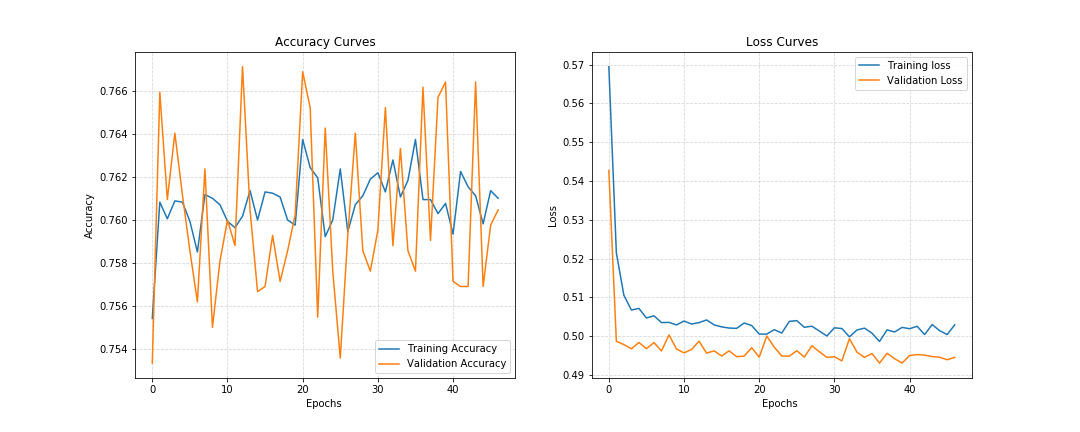 Accuracy Curves
Accuracy
0.766
0.764
0.762
0.760
0.758
0.756
0.754
0 10 20 30 40
Epochs
Training Accuracy
Validation Accuracy
Loss Curves
Loss
0.57
0.56
0.55
0.54
0.53
0.52
0.51
0.50
0.49
0 10 20 30 40
Epochs
Training loss
Validation Loss